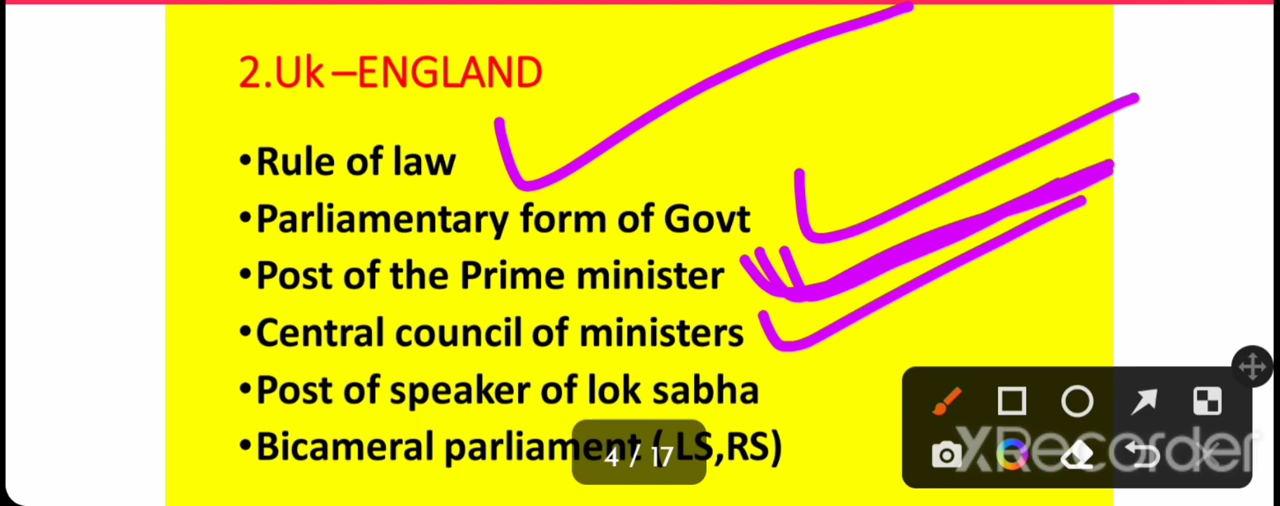 2.Uk –ENGLAND
•Rule of law
•Parliamentary form of Govt
•Post of the Prime minister
•Central council of ministers
•Post of speaker of lok sabha
•Bicameral parliament ( LS,RS)
4 / 17
XRecorder